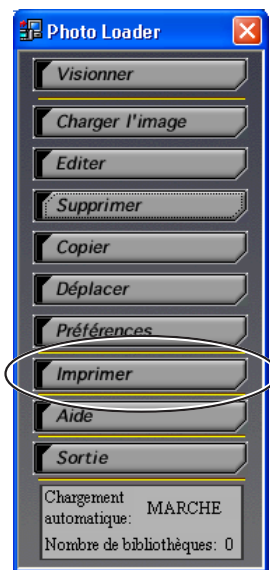 Photo Loader
Visionner
Charger l'image
Editer
Supprimer
Copier
Déplacer
Préférences
Imprimer
Aide
Sortie
Chargement
automatique: MARCHE
Nombre de bibliothèques: 0